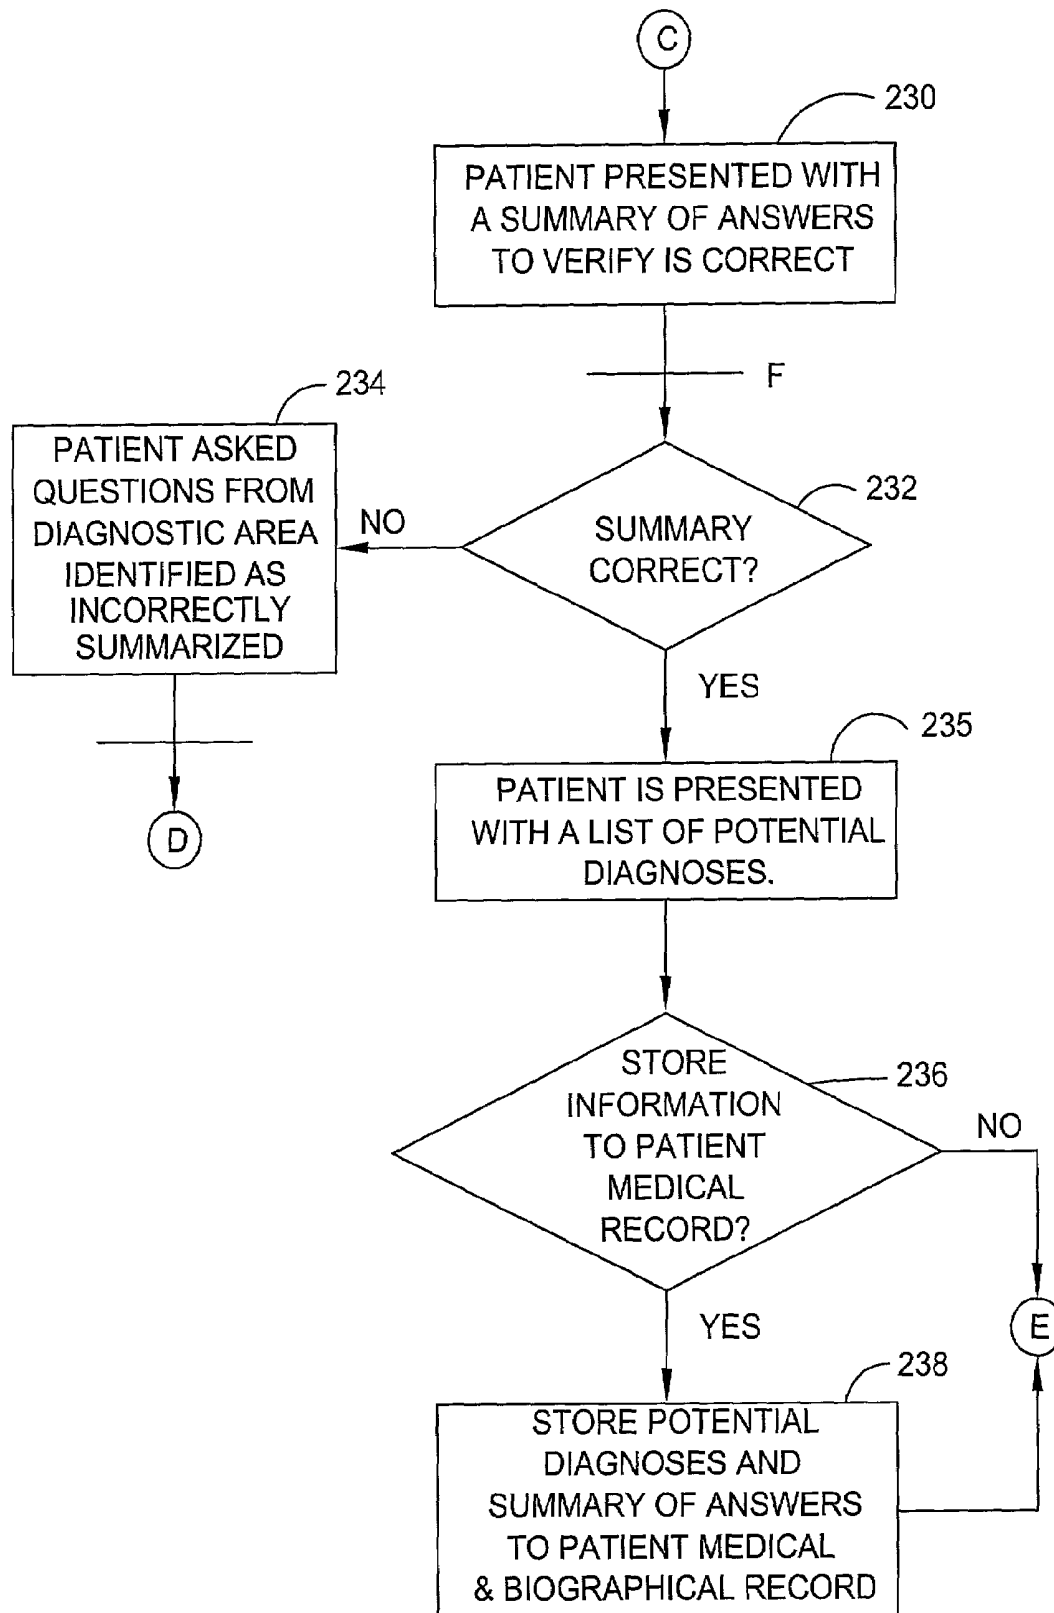 C
230
PATIENT PRESENTED WITH
A SUMMARY OF ANSWERS
TO VERIFY IS CORRECT
F
234
PATIENT ASKED
QUESTIONS FROM
DIAGNOSTIC AREA
IDENTIFIED AS
INCORRECTLY
SUMMARIZED
NO
232
SUMMARY
CORRECT?
YES
D
235
PATIENT IS PRESENTED
WITH A LIST OF POTENTIAL
DIAGNOSES.
236
STORE
INFORMATION
TO PATIENT
MEDICAL
RECORD?
NO
YES
E
238
STORE POTENTIAL
DIAGNOSES AND
SUMMARY OF ANSWERS
TO PATIENT MEDICAL
& BIOGRAPHICAL RECORD